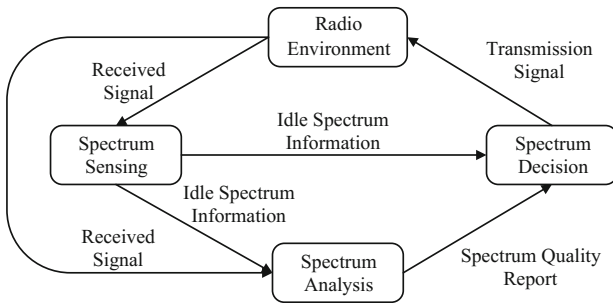 Radio
Environment
Received
Signal
Transmission
Signal
Idle Spectrum
Information
Spectrum
Sensing
Spectrum
Decision
Idle Spectrum
Information
Received
Signal
Spectrum
Analysis
Spectrum Quality
Report